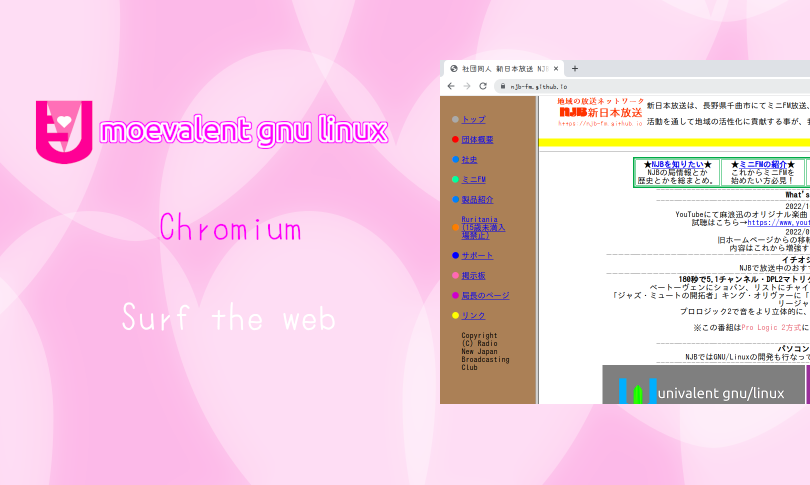 moevalent gnu linux
Chromium
Surf the web
社団同人 新日本放送 NJB
njb-fm.github.io
トップ
団体概要
社史
ミニFM
製品紹介
Ruritania
(15歳未満入
場禁止)
サポート
掲示板
局長のページ
リンク
Copyright
(C) Radio
New Japan
Broadcasting
Club
地域の放送ネットワーク
NJB新日本放送
https://njb-fm.github.io
新日本放送は、長野県千曲市にてミニFM放送、
活動を通して地域の活性化に貢献する事が、
★NJBを知りたい★
NJBの局情報とか
歴史とかを総まとめ。
★ミニFMの紹介★
これからミニFMを
始めたい方必見！
What's
2022/1
YouTubeにて麻浪迅のオリジナル楽曲
試聴はこちら→https://www.yout
2022/0
旧ホームページからの移転
内容はこれから増強す
イチオシ
NJBで放送中のおす
180秒で5.1チャンネル・DPL2マトリ
ベートーヴェンにショパン、リストにチャイ
「ジャズ・ミュートの開拓者」キング・オリヴァーに「
リージャ
プロロジック2で音をより立体的に、
※この番組はPro Logic 2方式に
パソコン
NJBではGNU/Linuxの開発も行なって
univalent gnu/linux